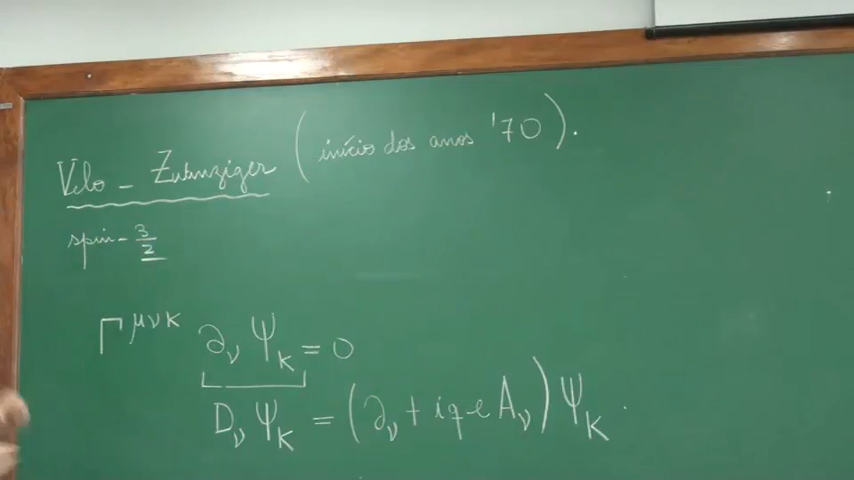 Velo - Zwanziger (início dos anos '70).
spin - 3/2
Γ^μνκ ∂_ν Ψ_κ = 0
D_ν Ψ_κ = (∂_ν + iqe A_ν) Ψ_κ.